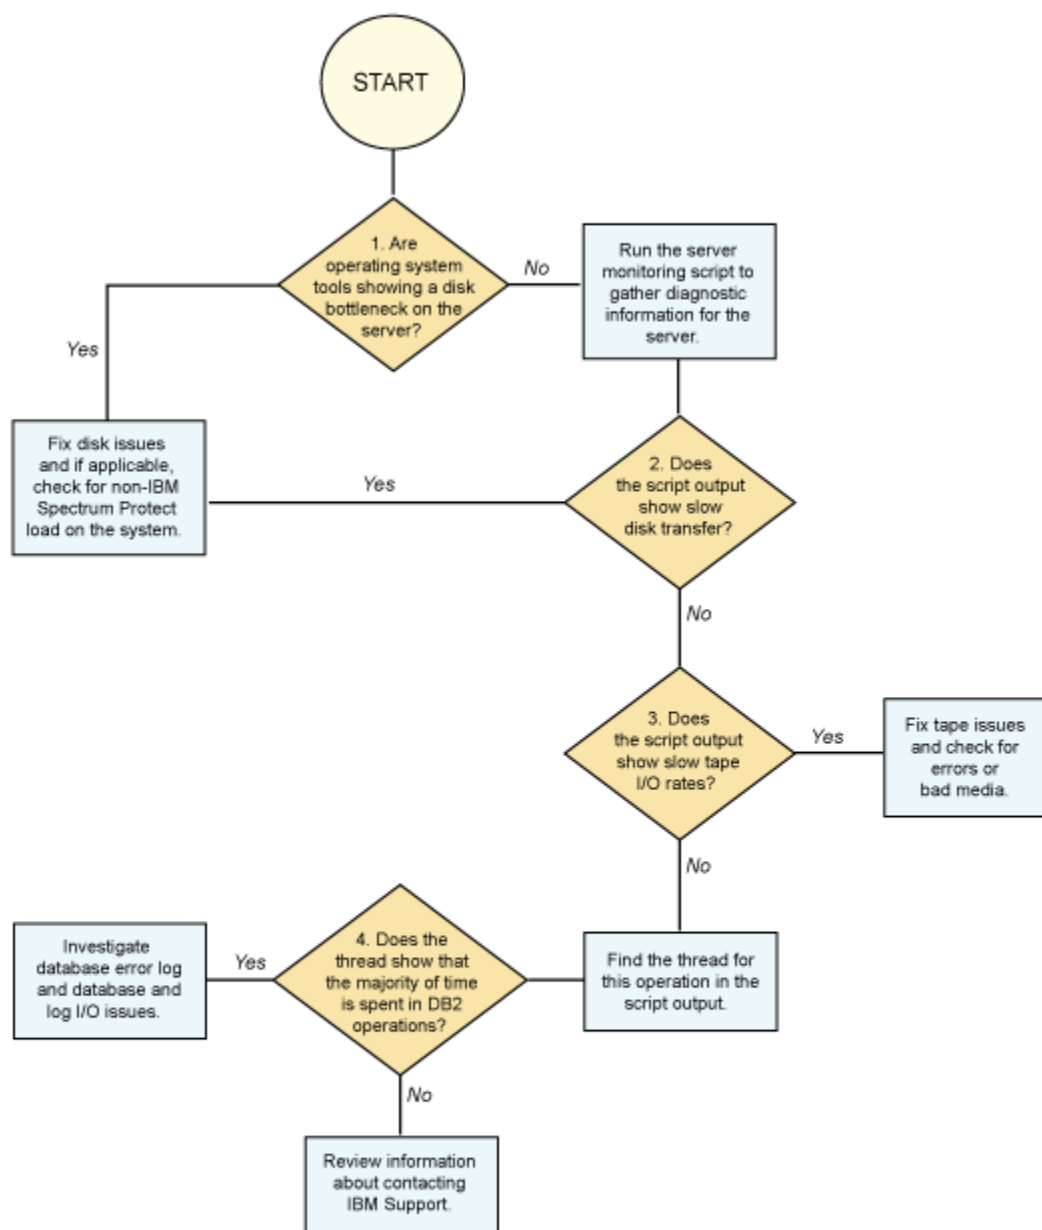 START
1. Are
operating system
tools showing a disk
bottleneck on the
server?
No
Run the server
monitoring script to
gather diagnostic
information for the
server.
Yes
Fix disk issues
and if applicable,
check for non-IBM
Spectrum Protect
load on the system.
Yes
2. Does
the script output
show slow
disk transfer?
No
3. Does
the script output
show slow tape
I/O rates?
Yes
Fix tape issues
and check for
errors or
bad media.
No
Find the thread for
this operation in the
script output.
4. Does the
thread show that
the majority of time
is spent in DB2
operations?
Yes
Investigate
database error log
and database and
log I/O issues.
No
Review information
about contacting
IBM Support.